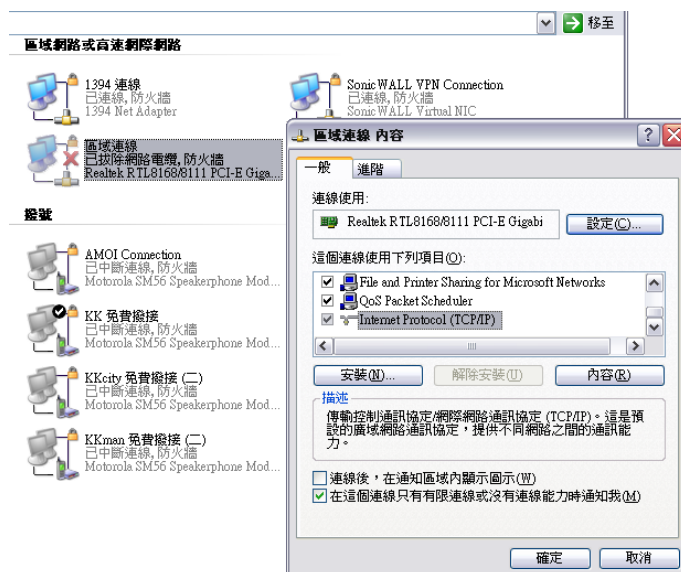 移至
區域網路或高速網際網路
1394 連線
已連線, 防火牆
1394 Net Adapter
SonicWALL VPN Connection
已連線, 防火牆
SonicWALL Virtual NIC
區域連線
已拔除網路電纜, 防火牆
Realtek RTL8168/8111 PCI-E Giga...
撥號
AMOI Connection
已中斷連線, 防火牆
Motorola SM56 Speakerphone Mod...
KK 免費撥接
已中斷連線, 防火牆
Motorola SM56 Speakerphone Mod...
KKcity 免費撥接 (二)
已中斷連線, 防火牆
Motorola SM56 Speakerphone Mod...
KKman 免費撥接 (二)
已中斷連線, 防火牆
Motorola SM56 Speakerphone Mod...
區域連線 內容
一般
進階
連線使用:
Realtek RTL8168/8111 PCI-E Gigabi
設定(C)...
這個連線使用下列項目(O):
File and Printer Sharing for Microsoft Networks
QoS Packet Scheduler
Internet Protocol (TCP/IP)
安裝(N)...
解除安裝(U)
內容(R)
描述
傳輸控制通訊協定/網際網路通訊協定 (TCP/IP)。這是預
設的廣域網路通訊協定，提供不同網路之間的通訊能
力。
連線後，在通知區域內顯示圖示(W)
在這個連線只有有限連線或沒有連線能力時通知我(M)
確定
取消